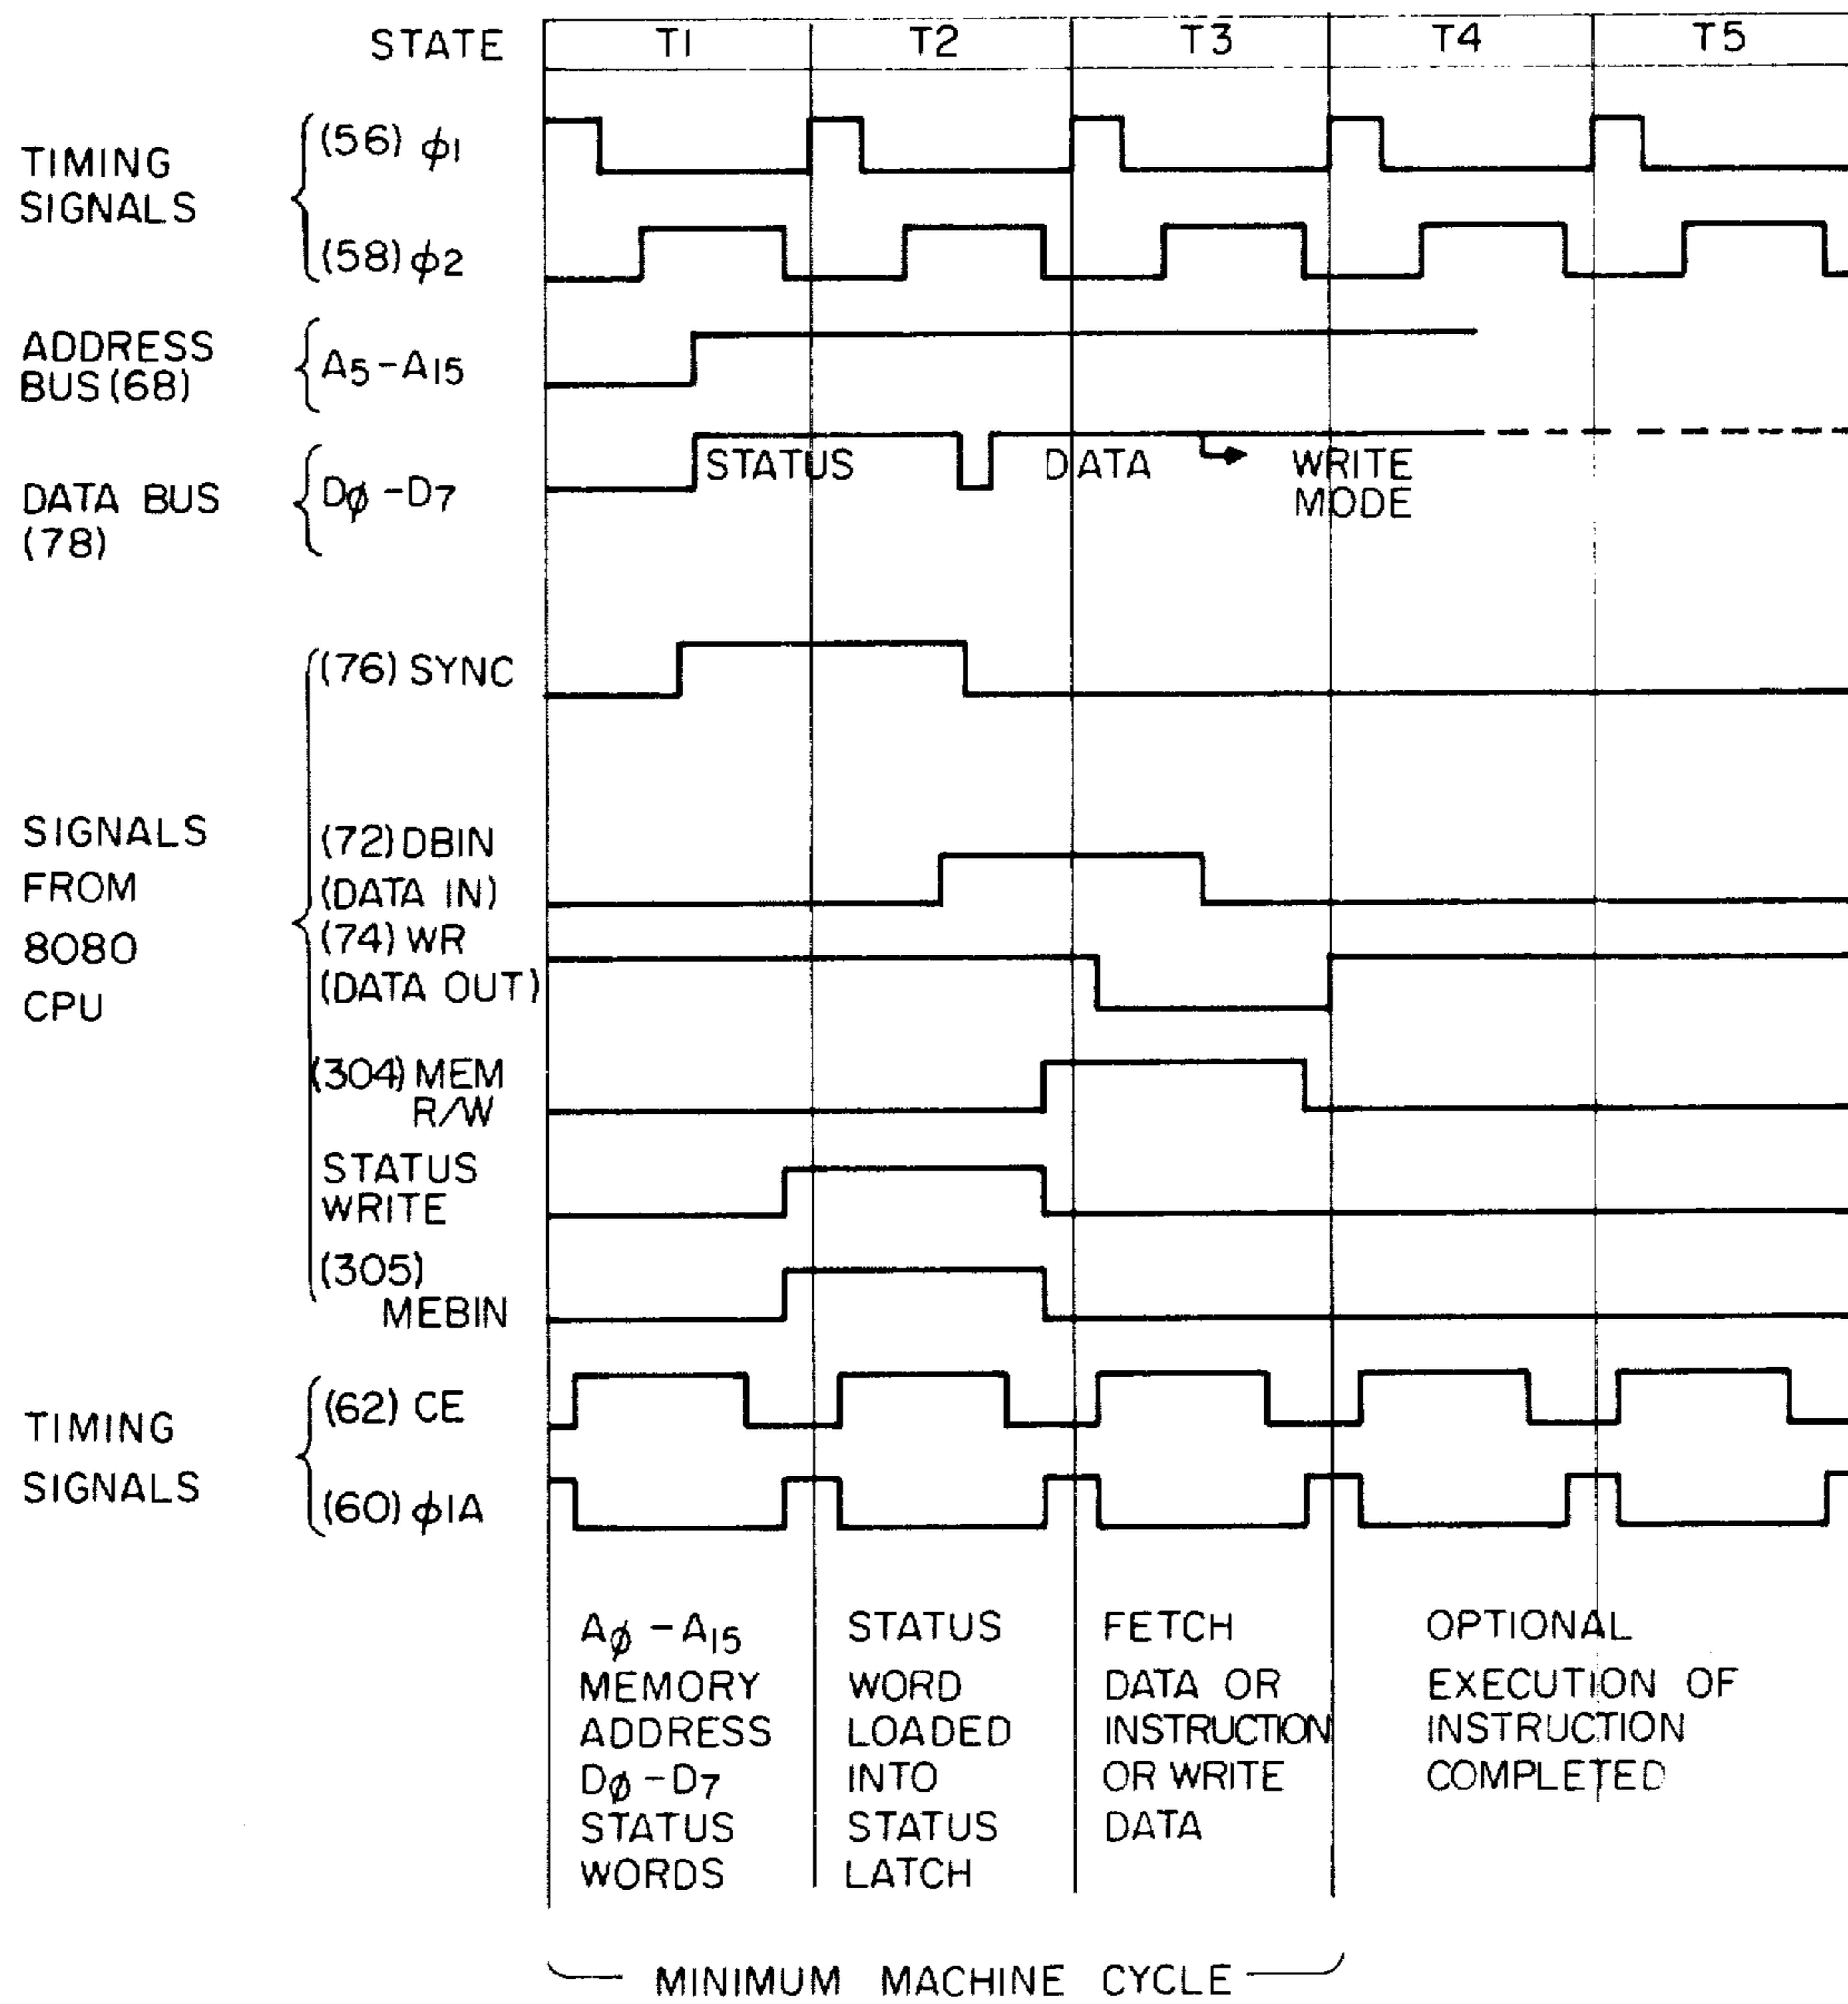 STATE T1 T2 T3 T4 T5
TIMING
SIGNALS
(56) ϕ1
(58) ϕ2
ADDRESS
BUS (68)
A5-A15
DATA BUS
(78)
Dϕ-D7
STATUS DATA WRITE
MODE
SIGNALS
FROM
8080
CPU
(76) SYNC
(72) DBIN
(DATA IN)
(74) WR
(DATA OUT)
(304) MEM
R/W
STATUS
WRITE
(305)
MEBIN
TIMING
SIGNALS
(62) CE
(60) ϕ1A
Aϕ-A15
MEMORY
ADDRESS
Dϕ-D7
STATUS
WORDS
STATUS
WORD
LOADED
INTO
STATUS
LATCH
FETCH
DATA OR
INSTRUCTION
OR WRITE
DATA
OPTIONAL
EXECUTION OF
INSTRUCTION
COMPLETED
MINIMUM MACHINE CYCLE